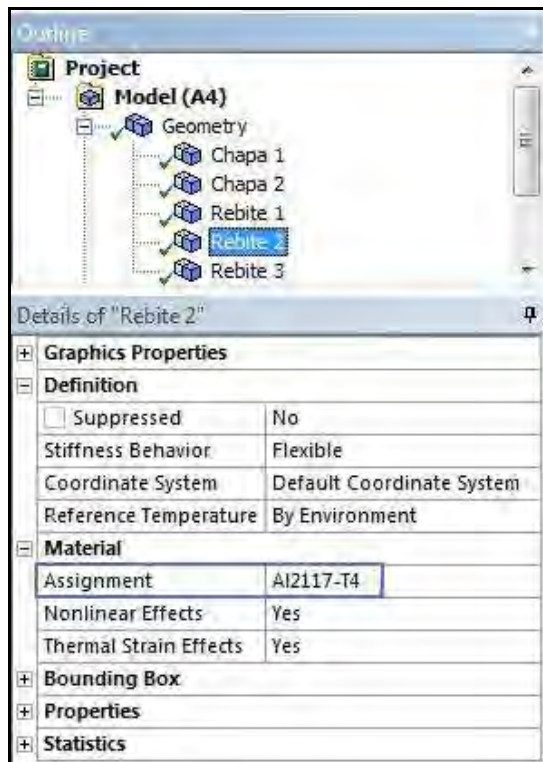 Outline
Project
Model (A4)
Geometry
Chapa 1
Chapa 2
Rebite 1
Rebite 2
Rebite 3
Details of "Rebite 2"
Graphics Properties
Definition
Suppressed No
Stiffness Behavior Flexible
Coordinate System Default Coordinate System
Reference Temperature By Environment
Material
Assignment Al2117-T4
Nonlinear Effects Yes
Thermal Strain Effects Yes
Bounding Box
Properties
Statistics